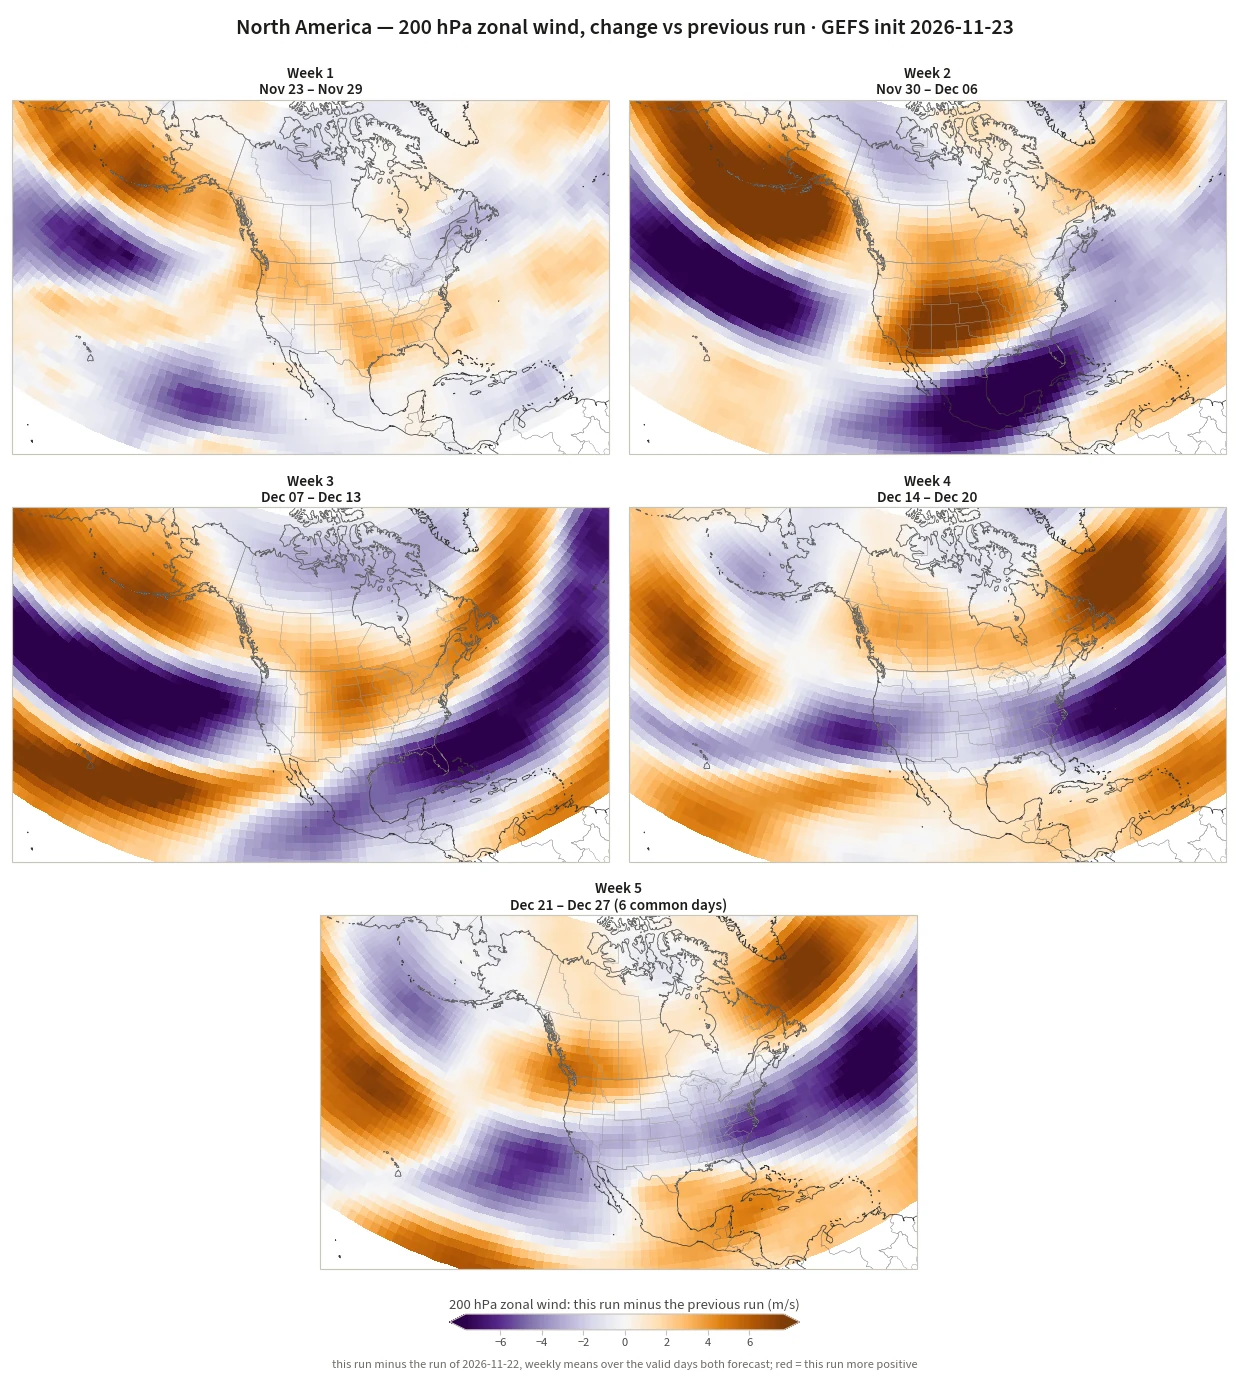 North America — 200 hPa zonal wind, change vs previous run · GEFS init 2026-11-23
Week 1
Nov 23 – Nov 29
Week 2
Nov 30 – Dec 06
Week 3
Dec 07 – Dec 13
Week 4
Dec 14 – Dec 20
Week 5
Dec 21 – Dec 27 (6 common days)
200 hPa zonal wind: this run minus the previous run (m/s)
−6 −4 −2 0 2 4 6
this run minus the run of 2026-11-22, weekly means over the valid days both forecast; red = this run more positive